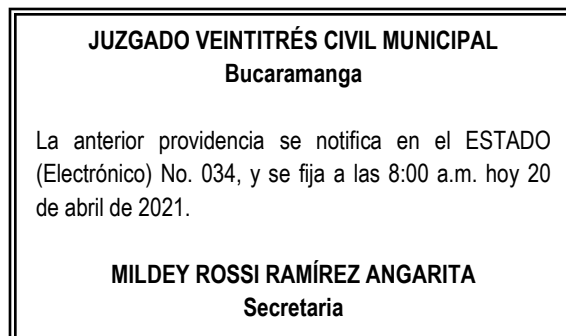 JUZGADO VEINTITRÉS CIVIL MUNICIPAL
Bucaramanga
La anterior providencia se notifica en el ESTADO
(Electrónico) No. 034, y se fija a las 8:00 a.m. hoy 20
de abril de 2021.
MILDEY ROSSI RAMÍREZ ANGARITA
Secretaria